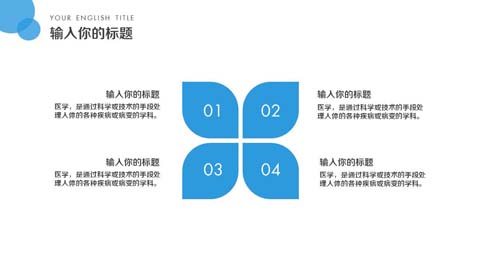 YOUR ENGLISH TITLE
输入你的标题
输入你的标题
医学，是通过科学或技术的手段处
理人体的各种疾病或病变的学科。
01
02
输入你的标题
医学，是通过科学或技术的手段处
理人体的各种疾病或病变的学科。
输入你的标题
医学，是通过科学或技术的手段处
理人体的各种疾病或病变的学科。
03
04
输入你的标题
医学，是通过科学或技术的手段处
理人体的各种疾病或病变的学科。